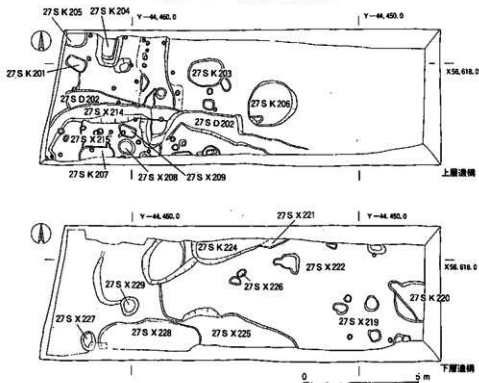 27SK205
27SK204
Y-44,460.0
Y-44,450.0
27SK201
27SK203
X56,618.0
27SD202
27SK206
27SX214
27SD202
27SX215
上層遺構
27SK207
27SX208
27SX209
Y-44,460.0
27SX221
Y-44,450.0
27SK224
27SX222
X56,618.0
27SX226
27SX229
27SK220
27SX219
27SX227
27SX228
27SX225
下層遺構
0
5m